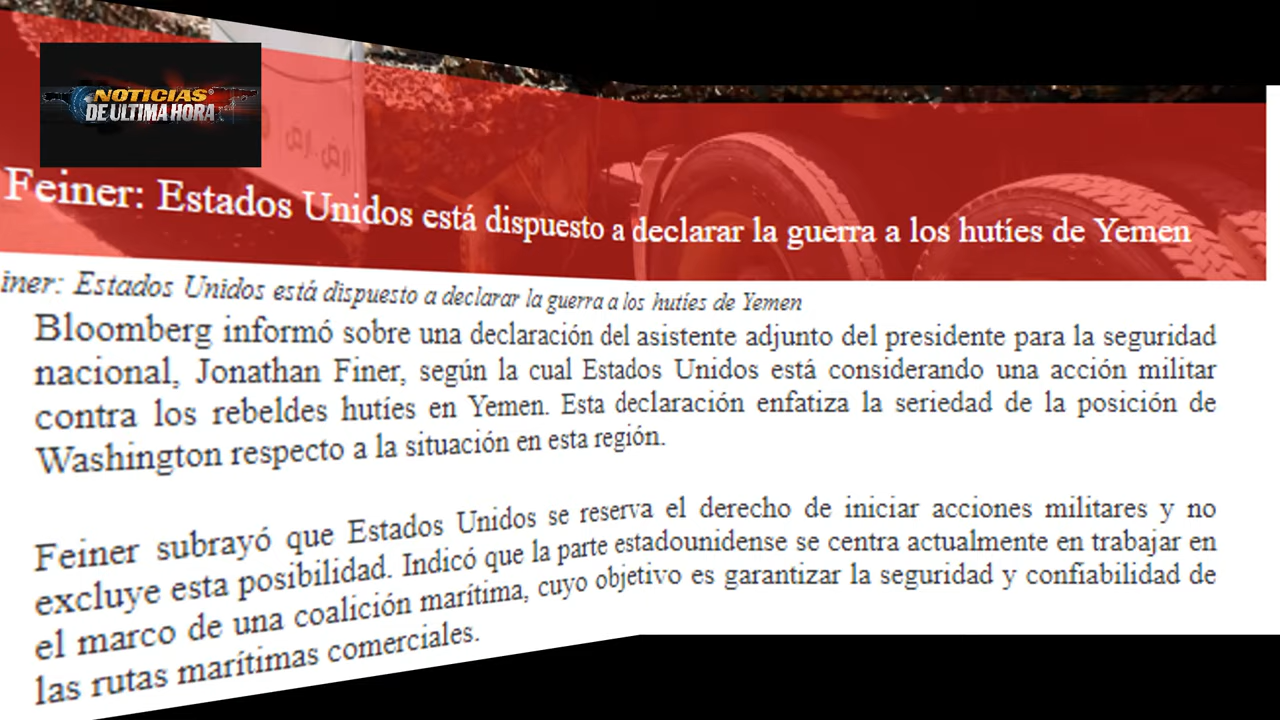 NOTICIAS
DE ULTIMA HORA
Feiner: Estados Unidos está dispuesto a declarar la guerra a los hutíes de Yemen
iner: Estados Unidos está dispuesto a declarar la guerra a los hutíes de Yemen
Bloomberg informó sobre una declaración del asistente adjunto del presidente para la seguridad
nacional, Jonathan Finer, según la cual Estados Unidos está considerando una acción militar
contra los rebeldes hutíes en Yemen. Esta declaración enfatiza la seriedad de la posición de
Washington respecto a la situación en esta región.
Feiner subrayó que Estados Unidos se reserva el derecho de iniciar acciones militares y no
excluye esta posibilidad. Indicó que la parte estadounidense se centra actualmente en trabajar en
el marco de una coalición marítima, cuyo objetivo es garantizar la seguridad y confiabilidad de
las rutas marítimas comerciales.